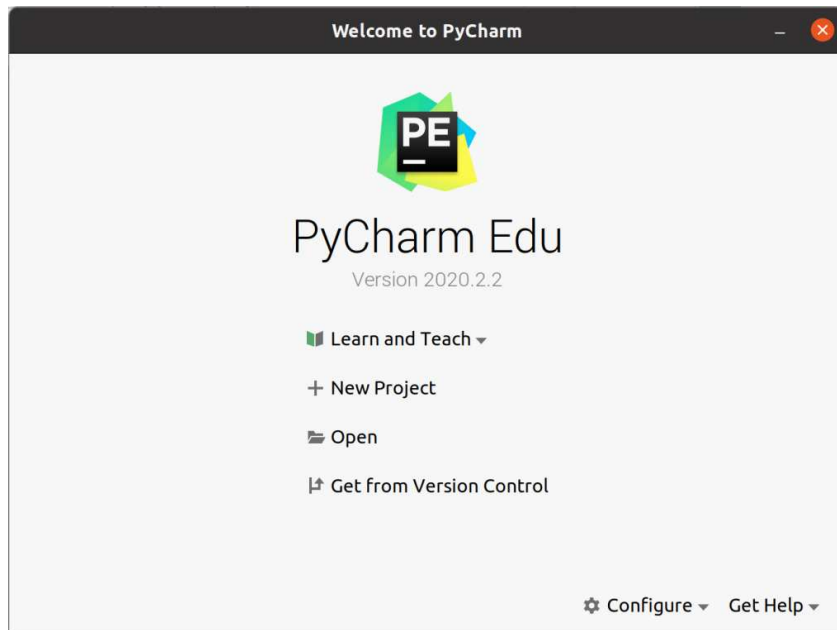 Welcome to PyCharm
PE
PyCharm Edu
Version 2020.2.2
Learn and Teach
New Project
Open
Get from Version Control
Configure Get Help